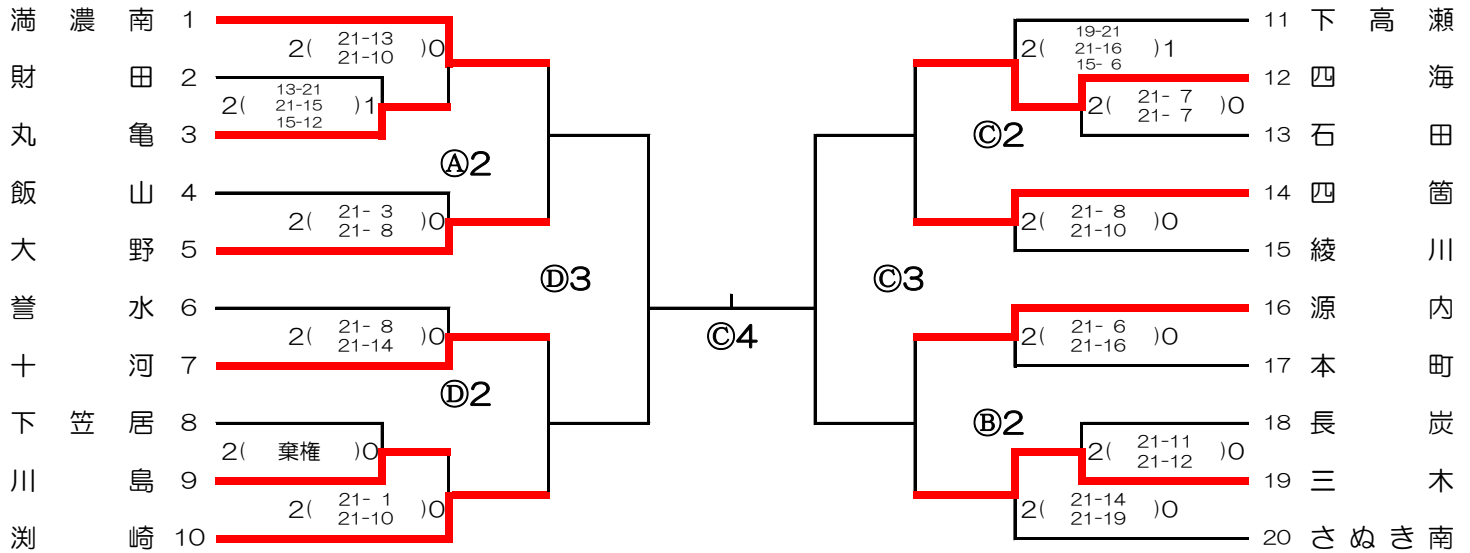 満濃南 1
2( 21-13 )0
21-10
財田 2
2( 13-21 )1
21-15
15-12
丸亀 3
Ⓐ2
飯山 4
2( 21- 3 )0
21- 8
大野 5
Ⓓ3
誉水 6
2( 21- 8 )0
21-14
十河 7
Ⓓ2
下笠居 8
2( 棄権 )0
川島 9
2( 21- 1 )0
21-10
渕崎 10
Ⓒ4
11 下高瀬
2( 19-21 )1
21-16
15- 6
12 四海
2( 21- 7 )0
21- 7
13 石田
Ⓒ2
14 四箇
2( 21- 8 )0
21-10
15 綾川
Ⓒ3
16 源内
2( 21- 6 )0
21-16
17 本町
Ⓑ2
18 長炭
2( 21-11 )0
21-12
19 三木
2( 21-14 )0
21-19
20 さぬき南